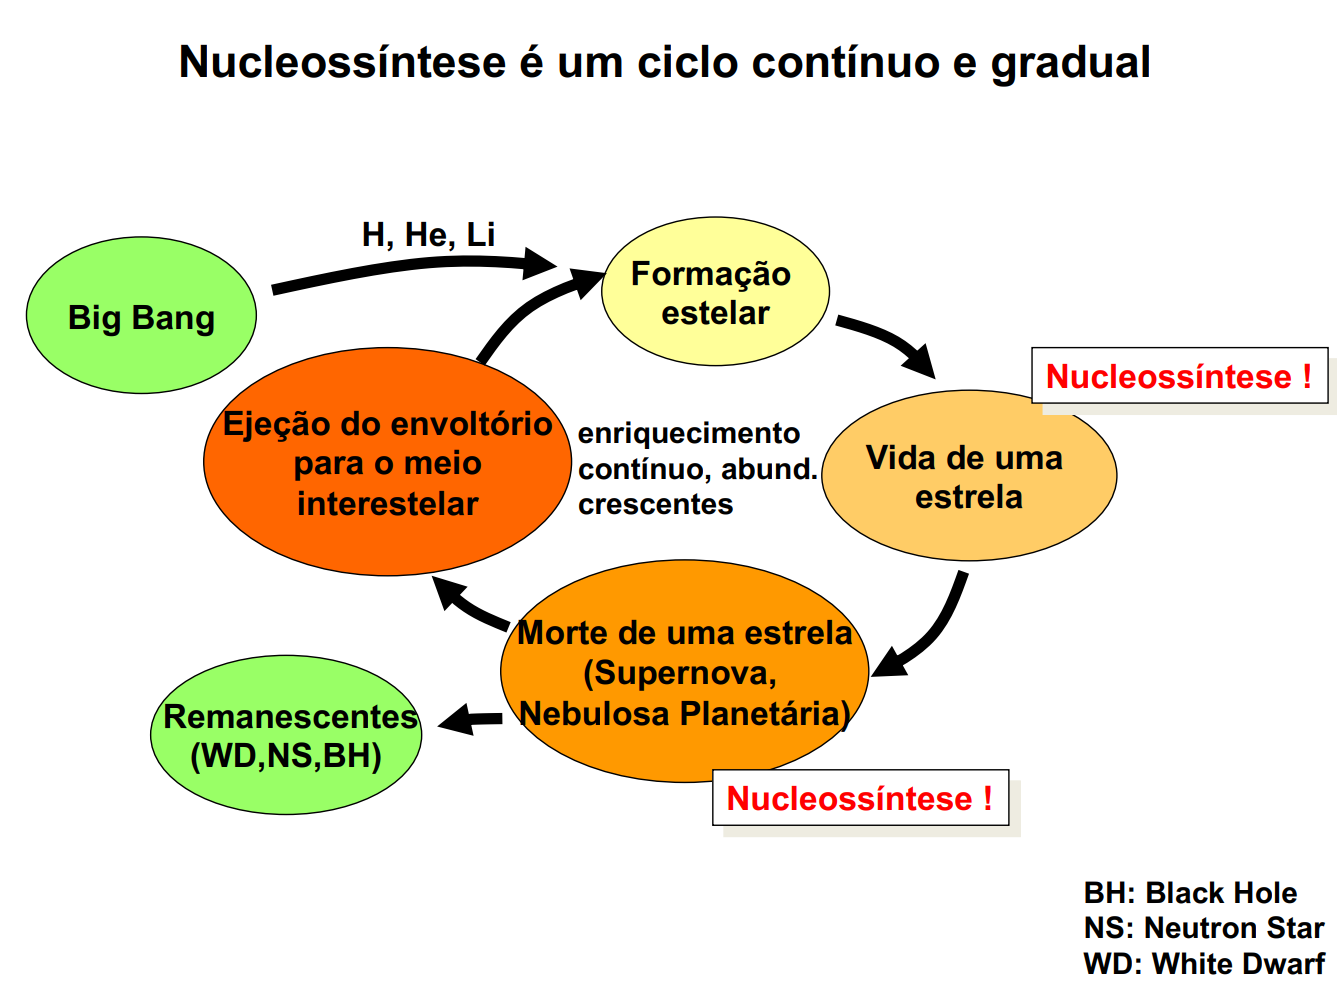 Nucleossíntese é um ciclo contínuo e gradual
H, He, Li
Big Bang
Formação
estelar
Nucleossíntese !
Ejeção do envoltório
para o meio
interestelar
enriquecimento
contínuo, abund.
crescentes
Vida de uma
estrela
Morte de uma estrela
(Supernova,
Nebulosa Planetária)
Remanescentes
(WD,NS,BH)
Nucleossíntese !
BH: Black Hole
NS: Neutron Star
WD: White Dwarf